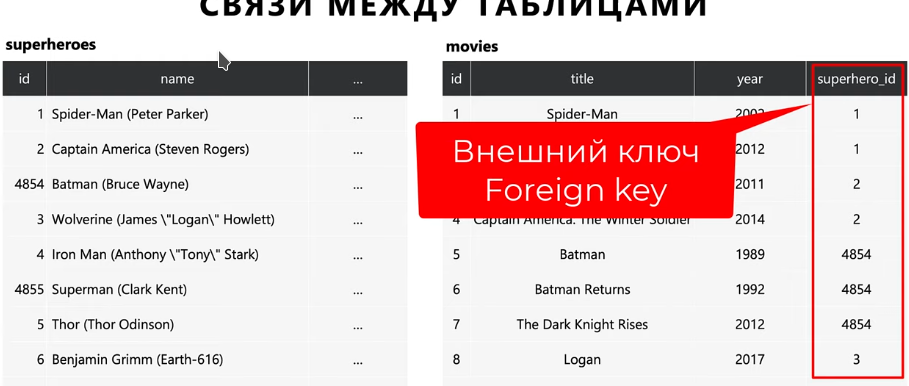 СВЯЗИ МЕЖДУ ТАБЛИЦАМИ
superheroes
id name ...
1 Spider-Man (Peter Parker) ...
2 Captain America (Steven Rogers) ...
4854 Batman (Bruce Wayne) ...
3 Wolverine (James \"Logan\" Howlett) ...
4 Iron Man (Anthony \"Tony\" Stark) ...
4855 Superman (Clark Kent) ...
5 Thor (Thor Odinson) ...
6 Benjamin Grimm (Earth-616) ...
movies
id title year superhero_id
1 Spider-Man 2002 1
2012 1
2011 2
4 Captain America: The Winter Soldier 2014 2
5 Batman 1989 4854
6 Batman Returns 1992 4854
7 The Dark Knight Rises 2012 4854
8 Logan 2017 3
Внешний ключ
Foreign key